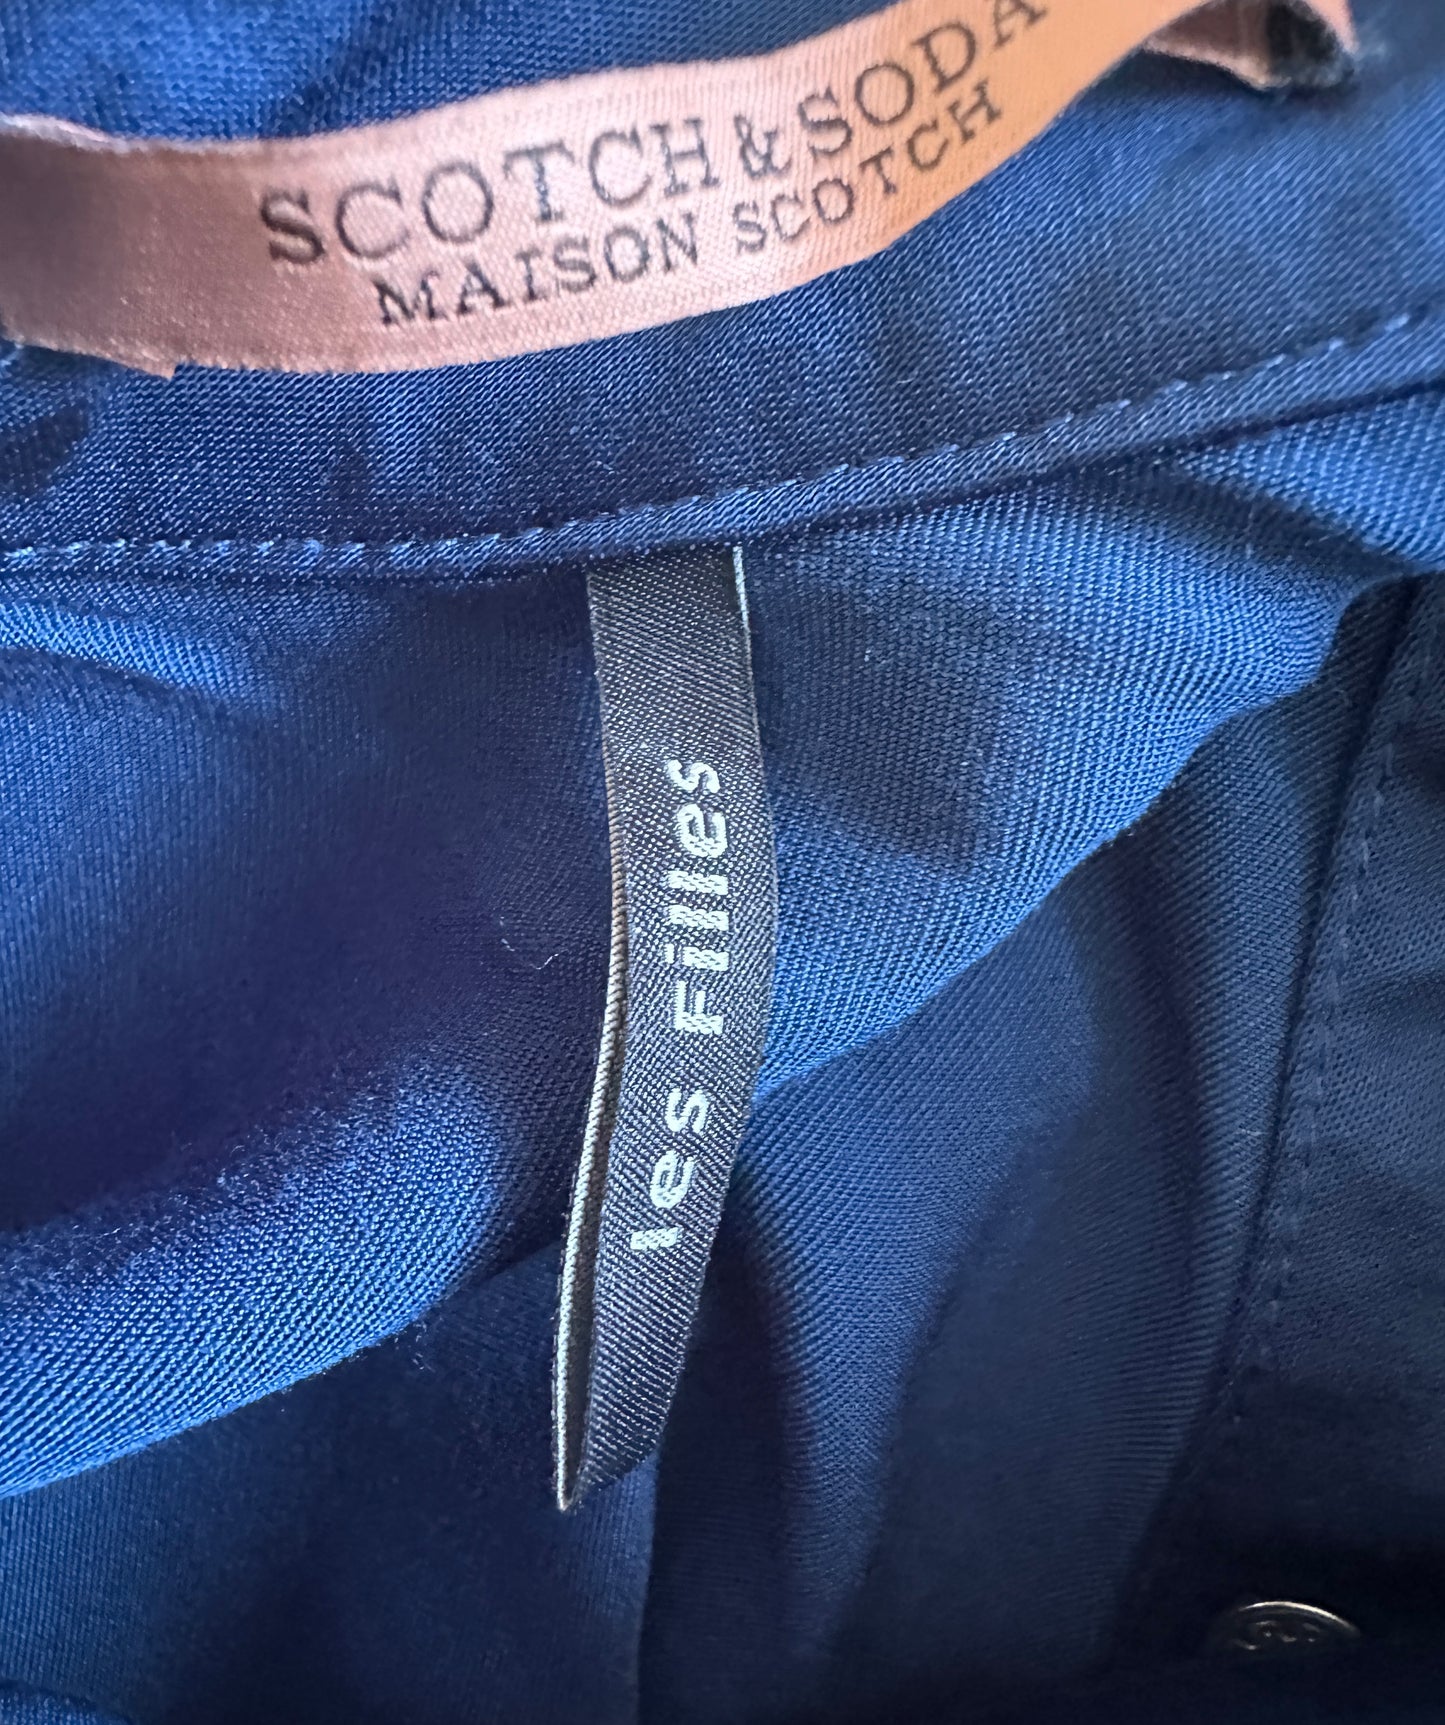 SCOTCH & SODA
MAISON SCOTCH
les Filles